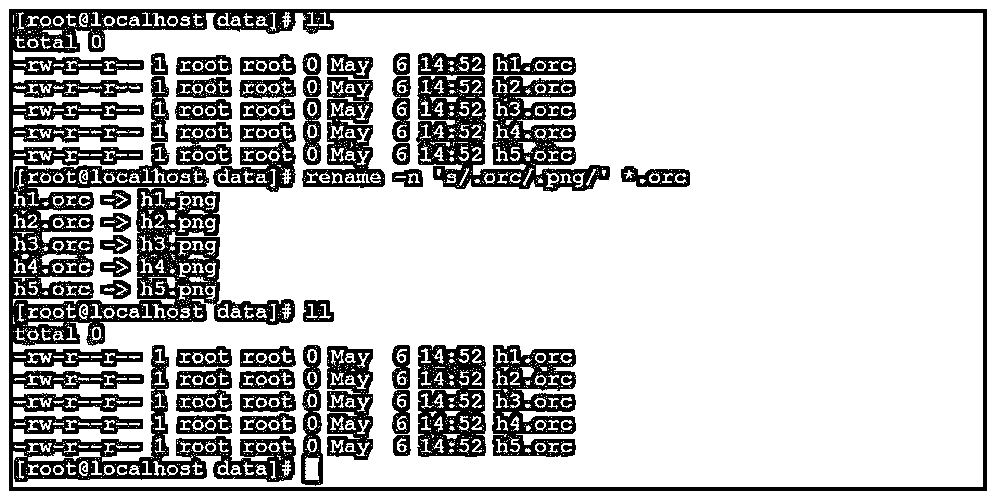 [root@localhost data]# ll
total 0
-rw-r--r-- 1 root root 0 May  6 14:52 h1.orc
-rw-r--r-- 1 root root 0 May  6 14:52 h2.orc
-rw-r--r-- 1 root root 0 May  6 14:52 h3.orc
-rw-r--r-- 1 root root 0 May  6 14:52 h4.orc
-rw-r--r-- 1 root root 0 May  6 14:52 h5.orc
[root@localhost data]# rename -n 's/.orc/.png/' *.orc
h1.orc -> h1.png
h2.orc -> h2.png
h3.orc -> h3.png
h4.orc -> h4.png
h5.orc -> h5.png
[root@localhost data]# ll
total 0
-rw-r--r-- 1 root root 0 May  6 14:52 h1.orc
-rw-r--r-- 1 root root 0 May  6 14:52 h2.orc
-rw-r--r-- 1 root root 0 May  6 14:52 h3.orc
-rw-r--r-- 1 root root 0 May  6 14:52 h4.orc
-rw-r--r-- 1 root root 0 May  6 14:52 h5.orc
[root@localhost data]#